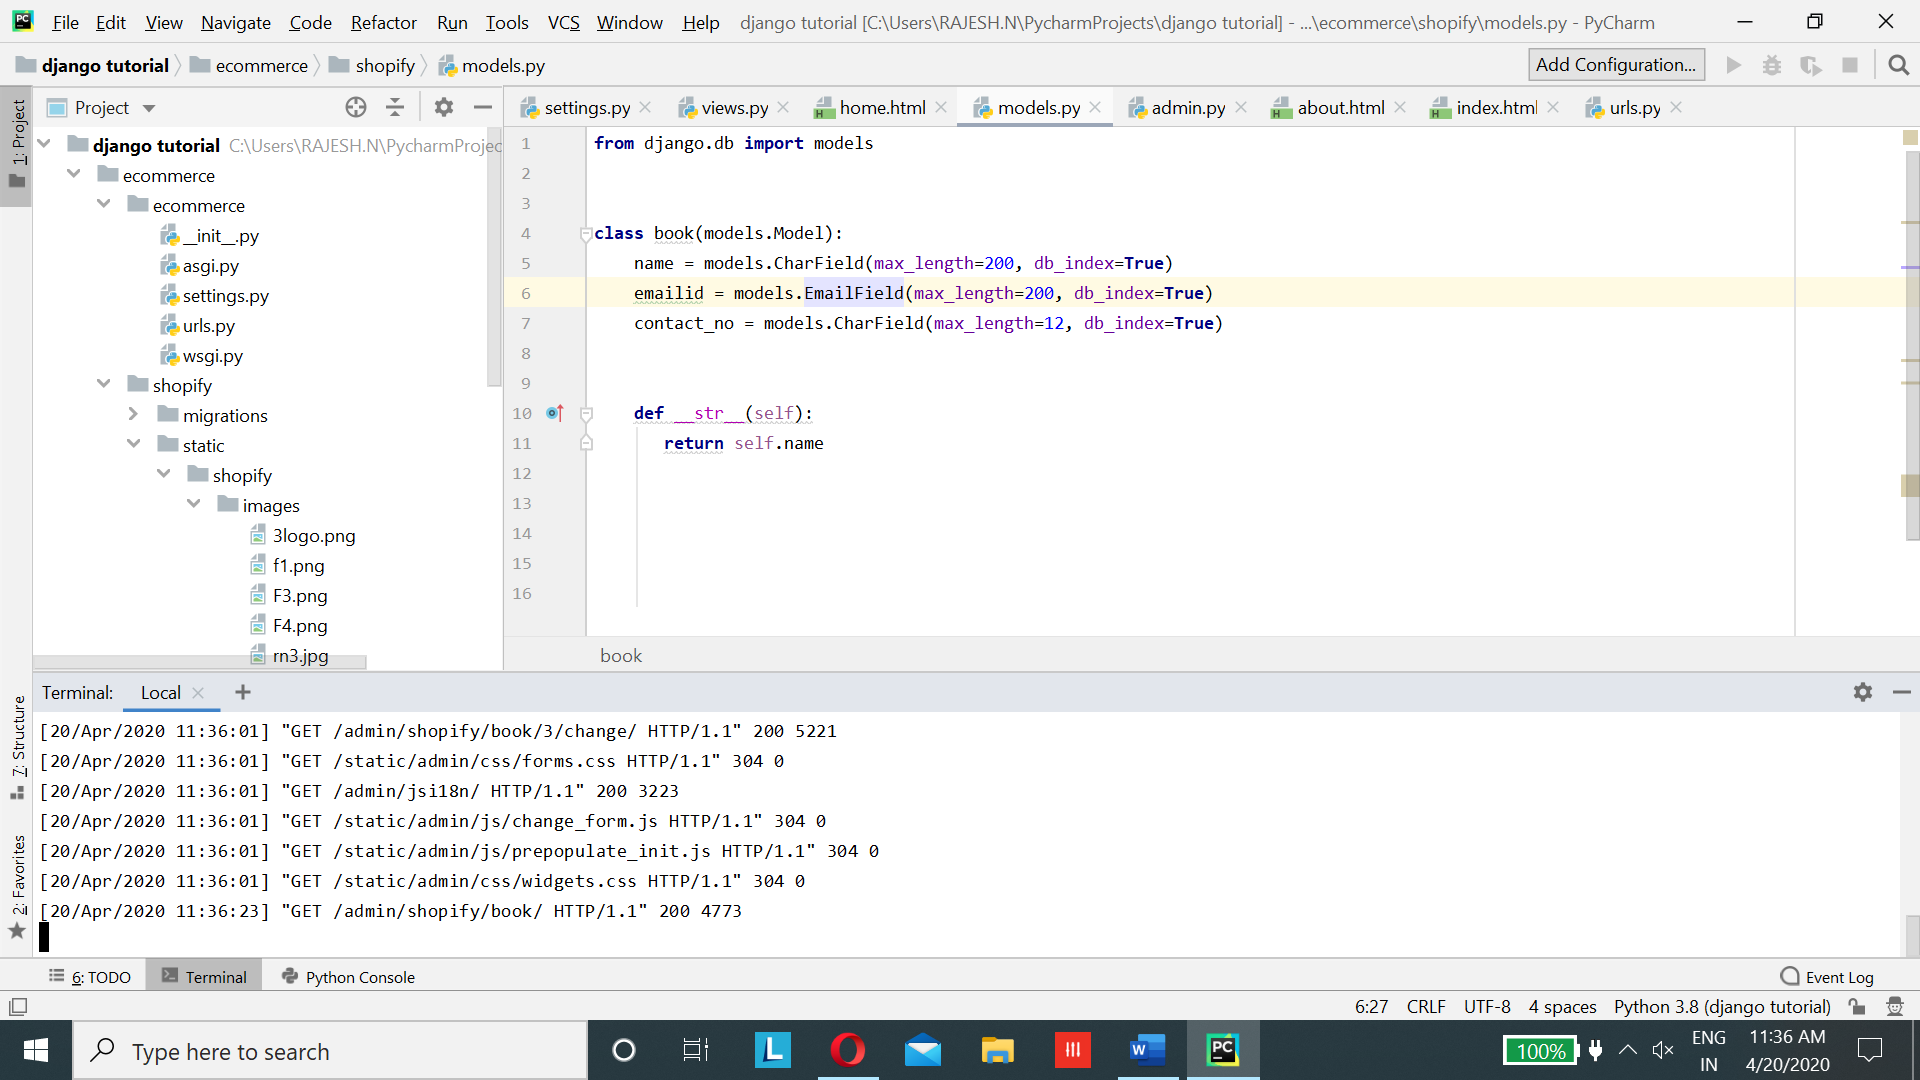 File Edit View Navigate Code Refactor Run Tools VCS Window Help django tutorial [C:\Users\RAJESH.N\PycharmProjects\django tutorial] - ...\ecommerce\shopify\models.py - PyCharm
django tutorial ecommerce shopify models.py Add Configuration...
Project settings.py views.py home.html models.py admin.py about.html index.html urls.py
1: Project
django tutorial C:\Users\RAJESH.N\PycharmProjec
ecommerce
ecommerce
__init__.py
asgi.py
settings.py
urls.py
wsgi.py
shopify
migrations
static
shopify
images
3logo.png
f1.png
F3.png
F4.png
rn3.jpg
1 from django.db import models
2
3
4 class book(models.Model):
5 name = models.CharField(max_length=200, db_index=True)
6 emailid = models.EmailField(max_length=200, db_index=True)
7 contact_no = models.CharField(max_length=12, db_index=True)
8
9
10 def __str__(self):
11 return self.name
12
13
14
15
16
book
Terminal: Local
7: Structure
2: Favorites
[20/Apr/2020 11:36:01] "GET /admin/shopify/book/3/change/ HTTP/1.1" 200 5221
[20/Apr/2020 11:36:01] "GET /static/admin/css/forms.css HTTP/1.1" 304 0
[20/Apr/2020 11:36:01] "GET /admin/jsi18n/ HTTP/1.1" 200 3223
[20/Apr/2020 11:36:01] "GET /static/admin/js/change_form.js HTTP/1.1" 304 0
[20/Apr/2020 11:36:01] "GET /static/admin/js/prepopulate_init.js HTTP/1.1" 304 0
[20/Apr/2020 11:36:01] "GET /static/admin/css/widgets.css HTTP/1.1" 304 0
[20/Apr/2020 11:36:23] "GET /admin/shopify/book/ HTTP/1.1" 200 4773
6: TODO Terminal Python Console Event Log
6:27 CRLF UTF-8 4 spaces Python 3.8 (django tutorial)
Type here to search L W PC 100% ENG 11:36 AM
IN 4/20/2020